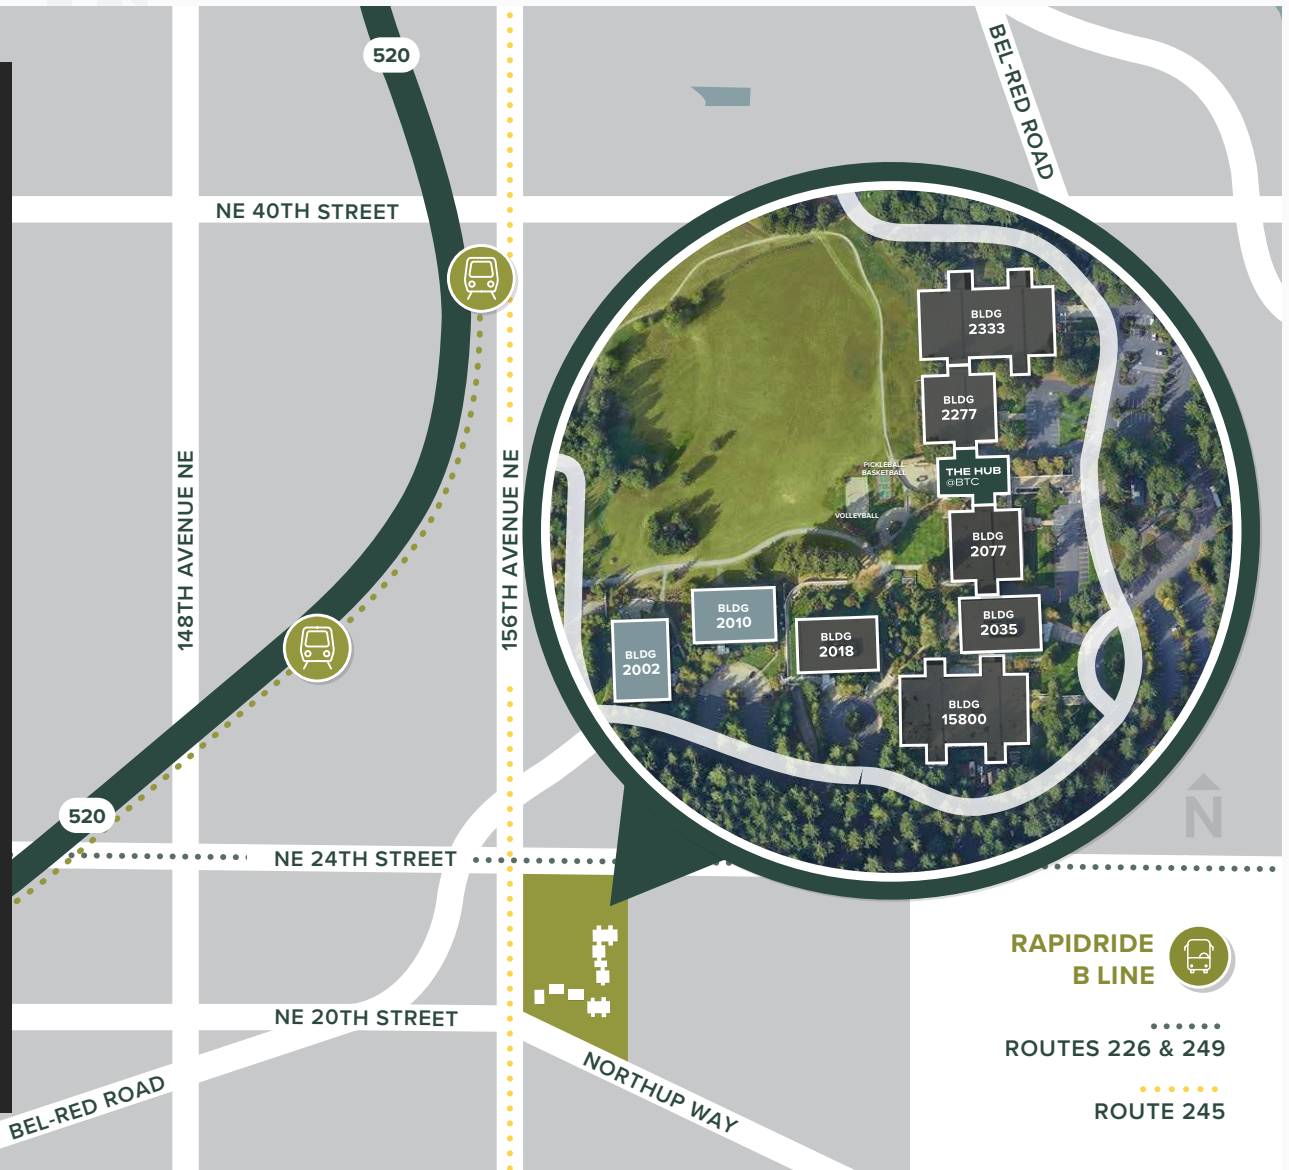 520
BEL-RED ROAD
NE 40TH STREET
BLDG
2333
BLDG
2277
PICKLEBALL
BASKETBALL
THE HUB
@BTC
VOLLEYBALL
148TH AVENUE NE
156TH AVENUE NE
BLDG
2077
BLDG
2010
BLDG
2035
BLDG
2018
BLDG
2002
BLDG
15800
520
N
NE 24TH STREET
RAPIDRIDE
B LINE
NE 20TH STREET
ROUTES 226 & 249
NORTHUP WAY
BEL-RED ROAD
ROUTE 245